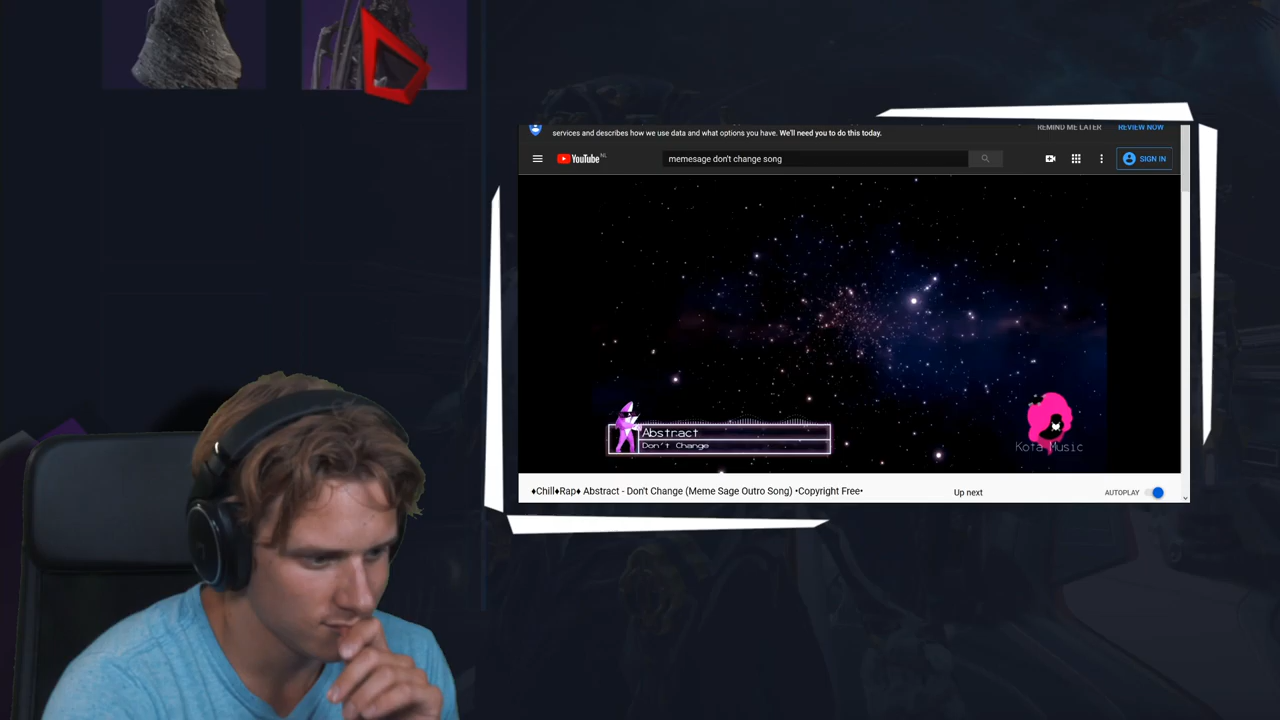 services and describes how we use data and what options you have. We'll need you to do this today.
REMIND ME LATER
REVIEW NOW
YouTube NL
memesage don't change song
SIGN IN
Abstract
Don't Change
Kota Music
♦Chill♦Rap♦ Abstract - Don't Change (Meme Sage Outro Song) •Copyright Free•
Up next
AUTOPLAY